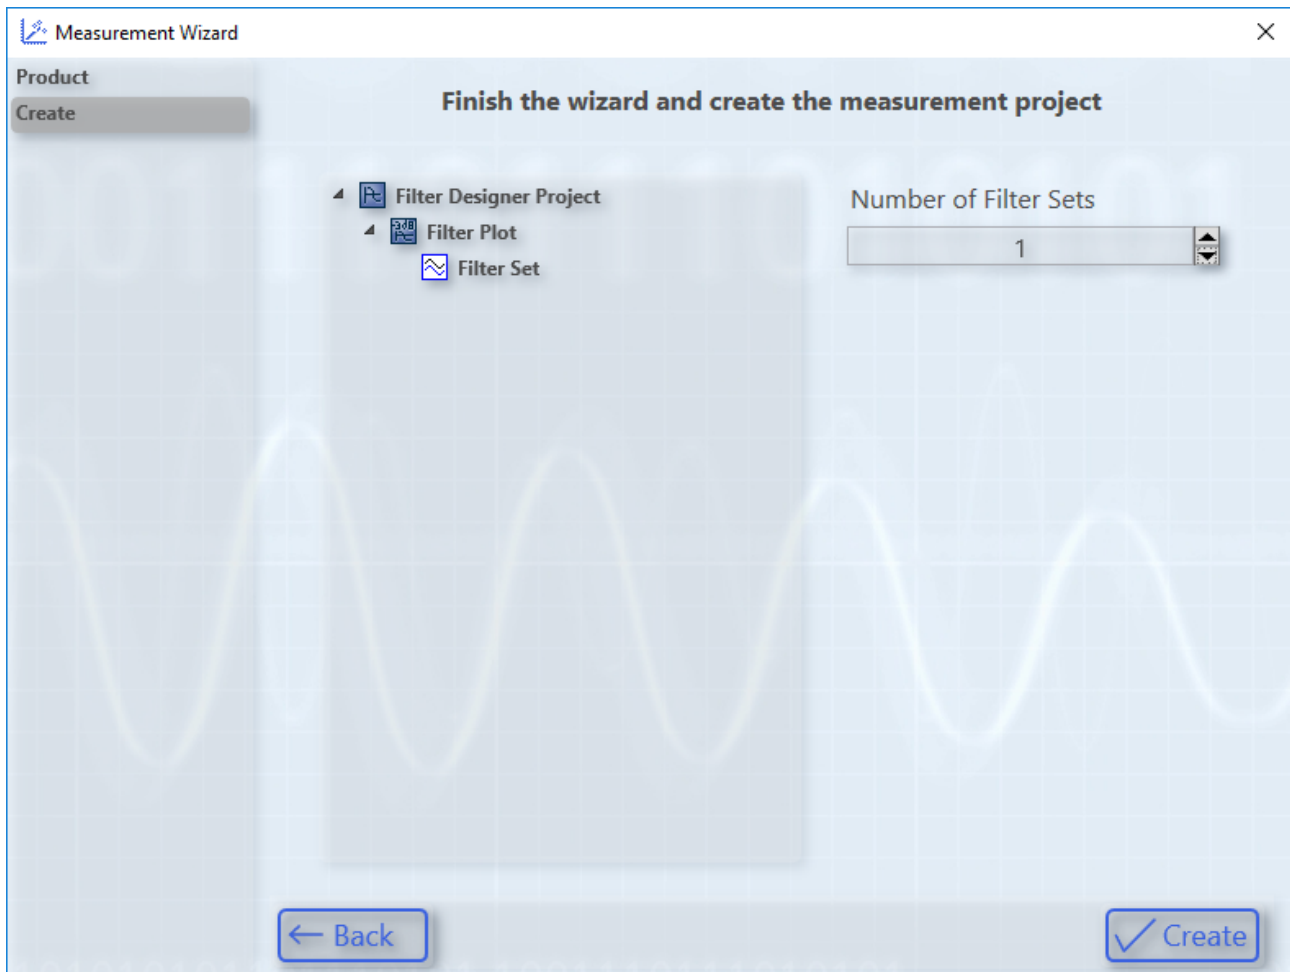 Measurement Wizard
Product
Create
Finish the wizard and create the measurement project
Filter Designer Project
Filter Plot
Filter Set
Number of Filter Sets
1
Back
Create